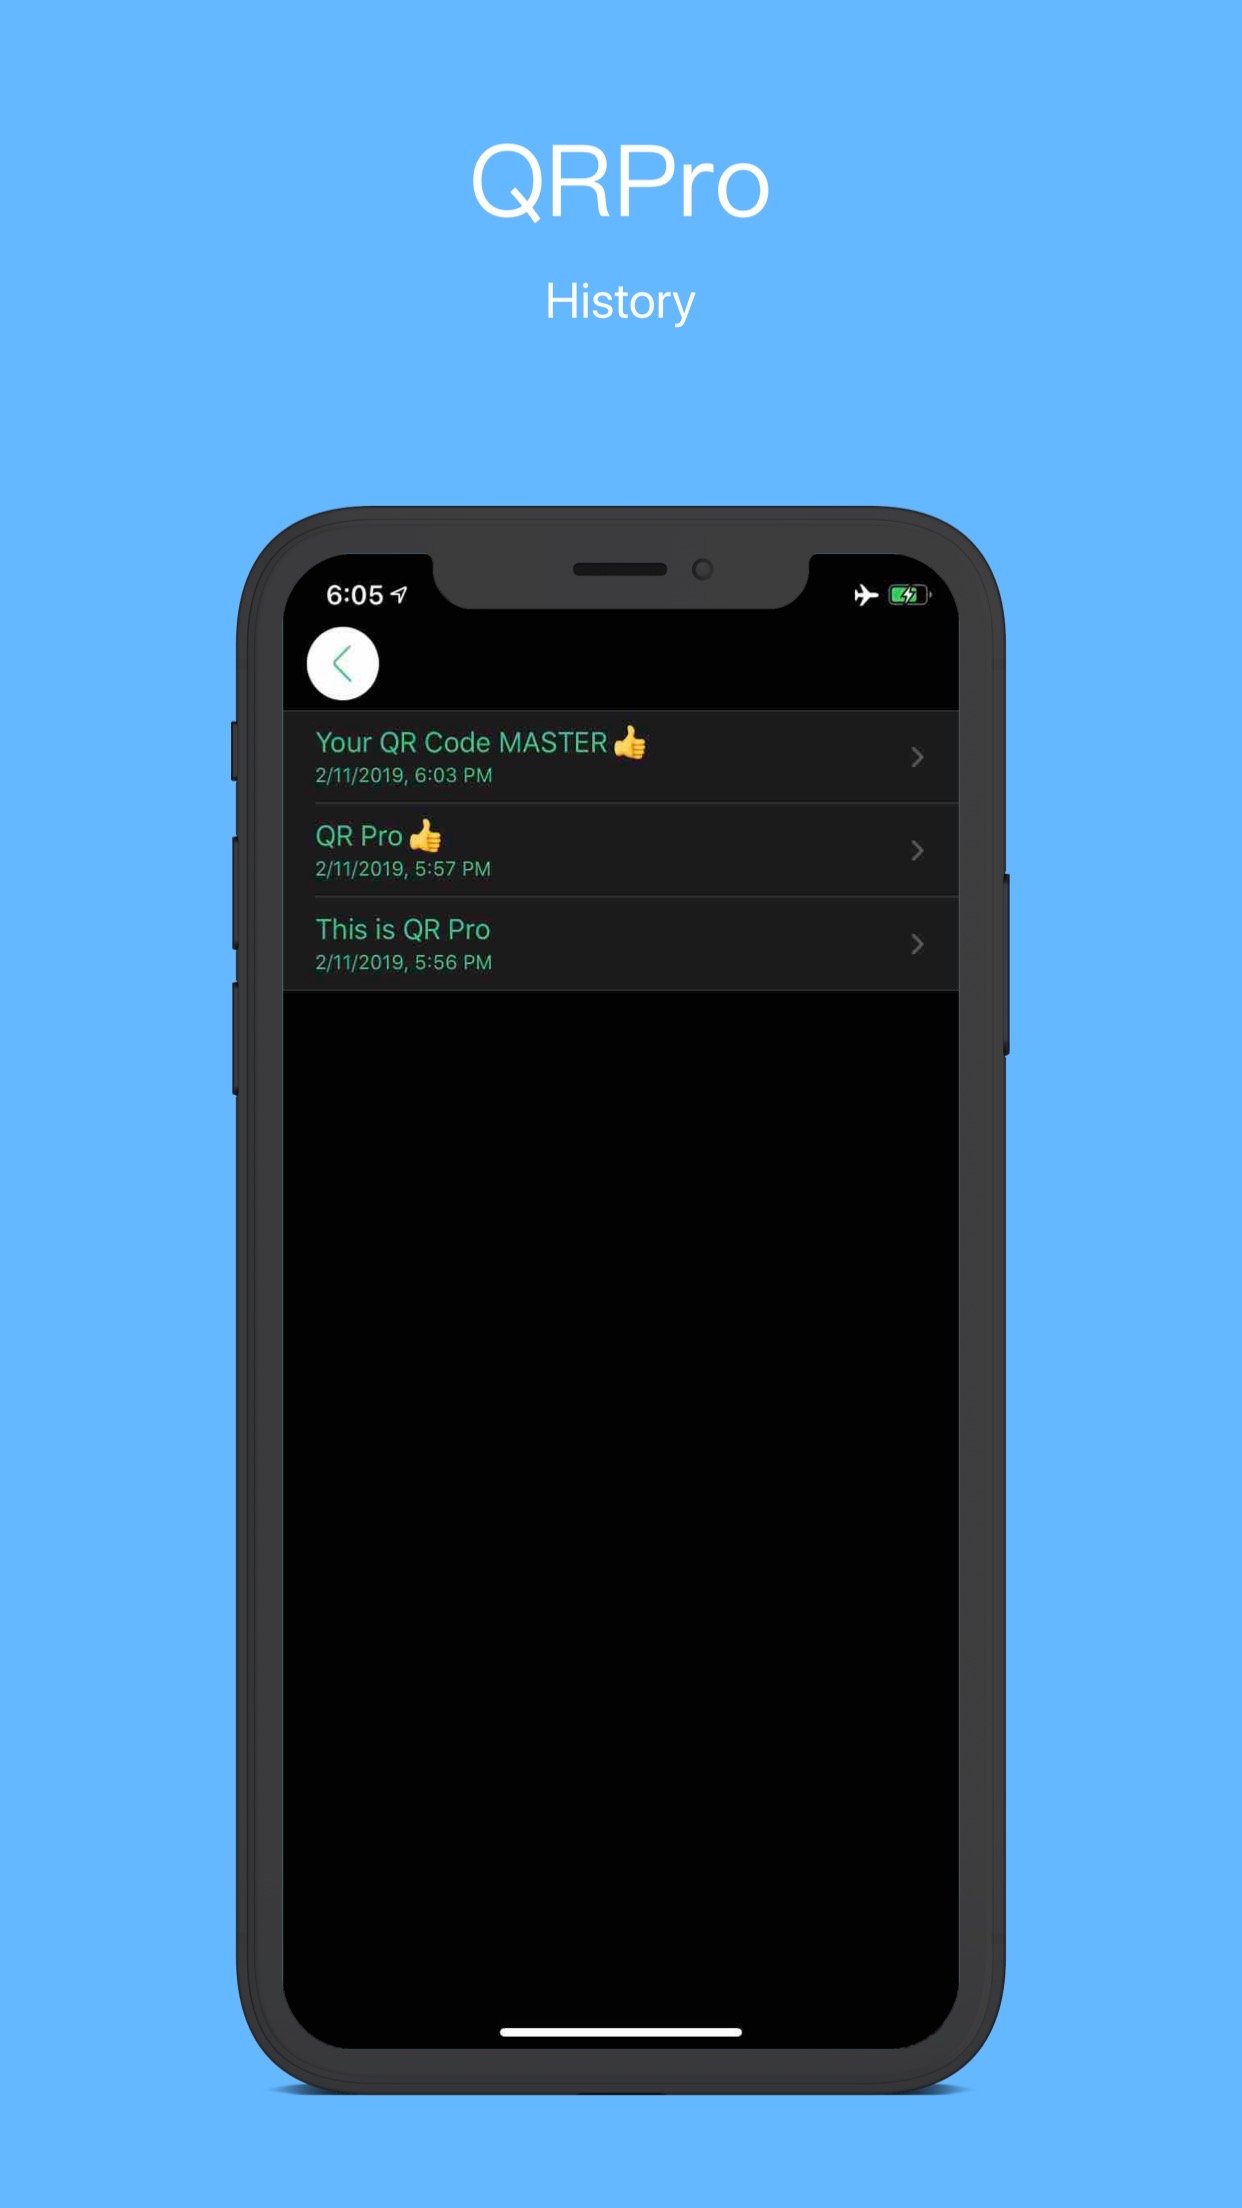 QRPro
History
6:05
Your QR Code MASTER👍
2/11/2019, 6:03 PM
QR Pro👍
2/11/2019, 5:57 PM
This is QR Pro
2/11/2019, 5:56 PM